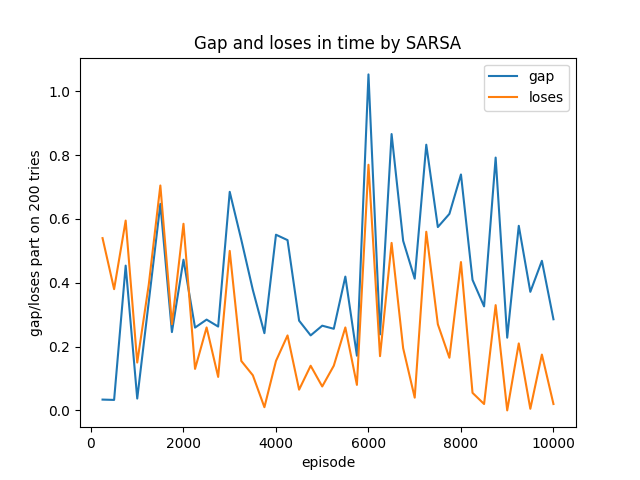 Gap and loses in time by SARSA
gap
loses
gap/loses part on 200 tries
1.0
0.8
0.6
0.4
0.2
0.0
0 2000 4000 6000 8000 10000
episode